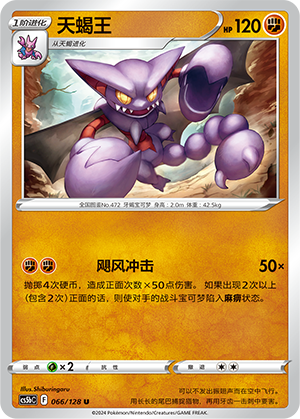 1阶进化 天蝎王 HP 120
从天蝎进化
全国图鉴No.472 牙蝎宝可梦 身高：2.0m 体重：42.5kg
飓风冲击 50×
抛掷4次硬币，造成正面次数×50点伤害。如果出现2次以上
(包含2次)正面的话，则使对手的战斗宝可梦陷入麻痹状态。
弱点 ×2 抵抗力 撤退
Illus.Shiburingaru
CS5bC F 066/128 U
可以不发出振翅声而在空中飞行。
用长长的尾巴捕捉猎物，再用牙齿一击刺中要害。
©2024 Pokémon/Nintendo/Creatures/GAME FREAK.